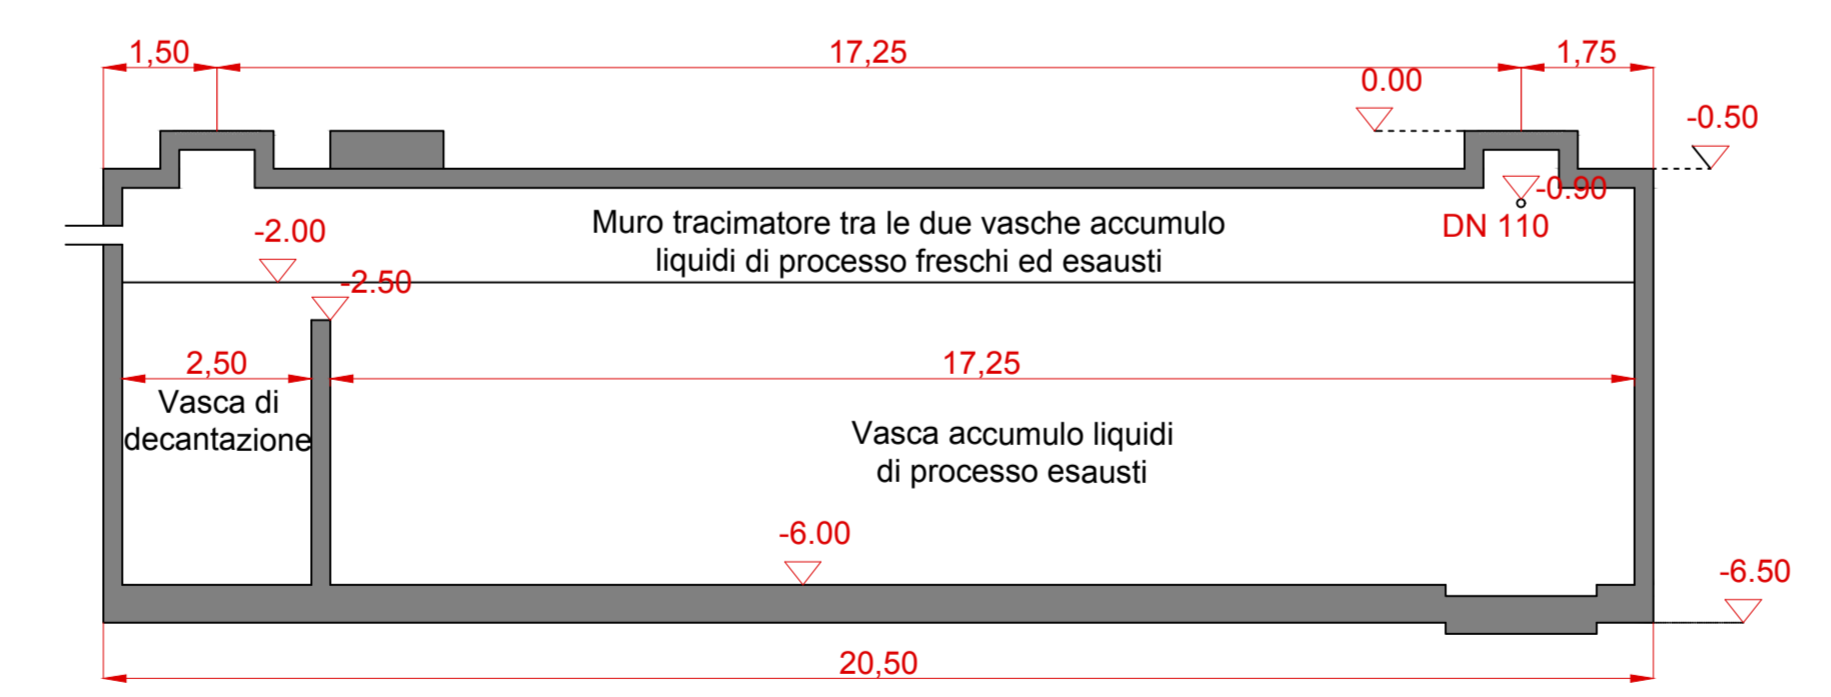 1,50
17,25
1,75
0.00
-0.50
-0.90
DN 110
Muro tracimatore tra le due vasche accumulo
liquidi di processo freschi ed esausti
-2.00
-2.50
2,50
17,25
Vasca di
decantazione
Vasca accumulo liquidi
di processo esausti
-6.00
-6.50
20,50